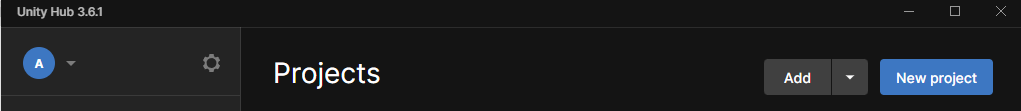 Unity Hub 3.6.1
A
Projects
Add
New project